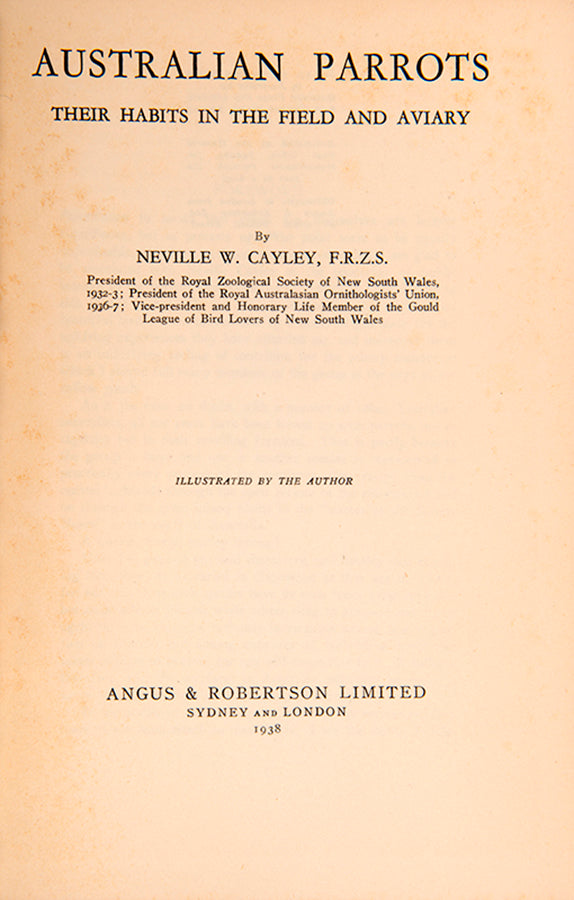 AUSTRALIAN PARROTS
THEIR HABITS IN THE FIELD AND AVIARY
By
NEVILLE W. CAYLEY, F.R.Z.S.
President of the Royal Zoological Society of New South Wales,
1932-3; President of the Royal Australasian Ornithologists' Union,
1936-7; Vice-president and Honorary Life Member of the Gould
League of Bird Lovers of New South Wales
ILLUSTRATED BY THE AUTHOR
ANGUS & ROBERTSON LIMITED
SYDNEY AND LONDON
1938